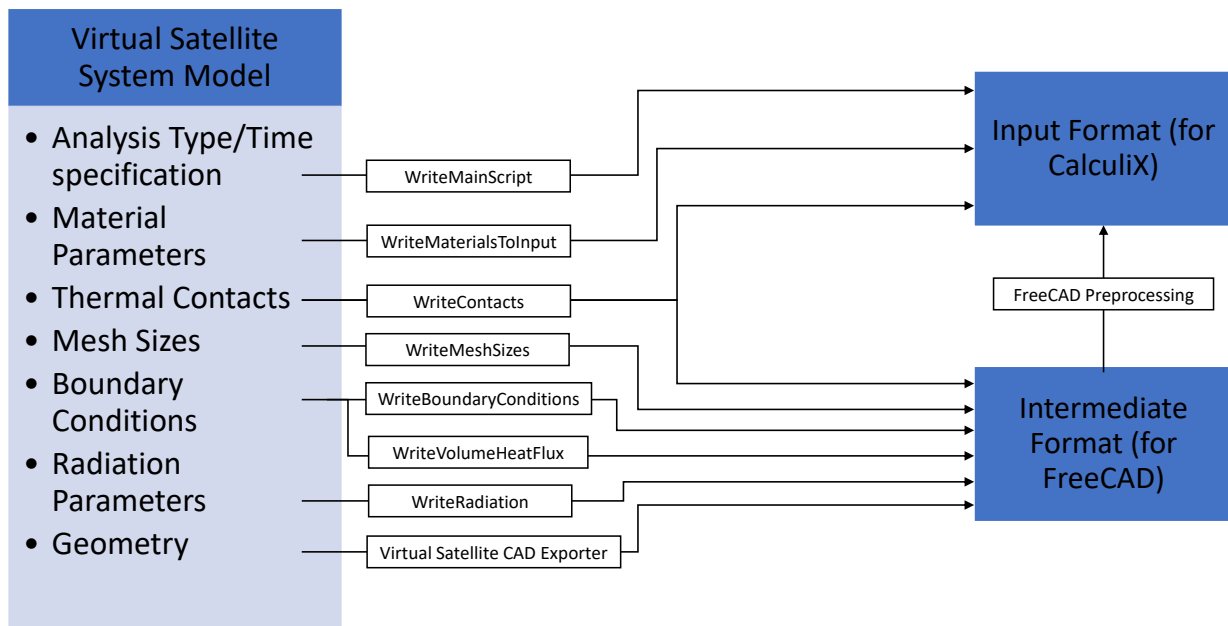 Virtual Satellite
System Model
• Analysis Type/Time
specification
• Material
Parameters
• Thermal Contacts
• Mesh Sizes
• Boundary
Conditions
• Radiation
Parameters
• Geometry
WriteMainScript
WriteMaterialsToInput
WriteContacts
WriteMeshSizes
WriteBoundaryConditions
WriteVolumeHeatFlux
WriteRadiation
Virtual Satellite CAD Exporter
Input Format (for
CalculiX)
FreeCAD Preprocessing
Intermediate
Format (for
FreeCAD)